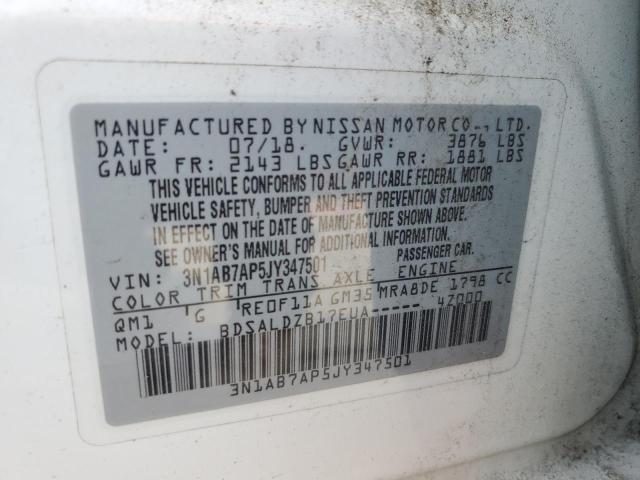 MANUFACTURED BY NISSAN MOTOR CO., LTD.
DATE: 07/18. GVWR: 3876 LBS
GAWR FR: 2143 LBS GAWR RR: 1881 LBS
THIS VEHICLE CONFORMS TO ALL APPLICABLE FEDERAL MOTOR
VEHICLE SAFETY, BUMPER AND THEFT PREVENTION STANDARDS
IN EFFECT ON THE DATE OF MANUFACTURE SHOWN ABOVE.
SEE OWNER'S MANUAL FOR ADDITIONAL INFORMATION.
VIN: 3N1AB7AP5JY347501 PASSENGER CAR.
COLOR TRIM TRANS AXLE ENGINE
QM1 G RE0F11A GM35 MRA8DE 1798 CC
MODEL: BDSALDZB17EUA----- 4Z000
3N1AB7AP5JY347501